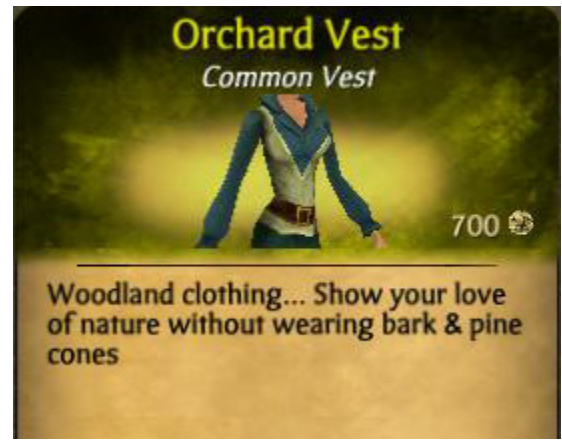 Orchard Vest
Common Vest
700
Woodland clothing... Show your love
of nature without wearing bark & pine
cones